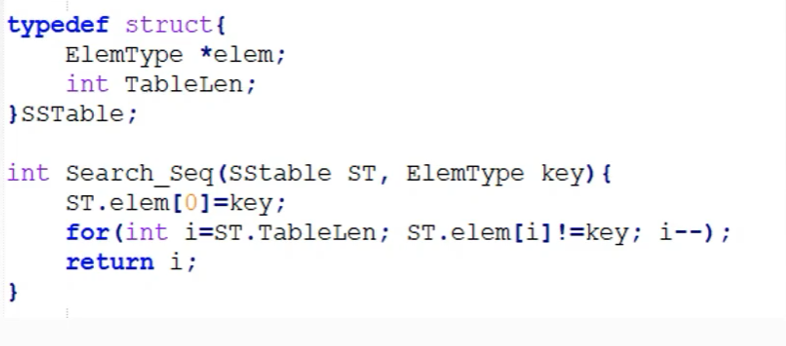 typedef struct{
    ElemType *elem;
    int TableLen;
}SSTable;

int Search_Seq(SStable ST, ElemType key){
    ST.elem[0]=key;
    for(int i=ST.TableLen; ST.elem[i]!=key; i--);
    return i;
}